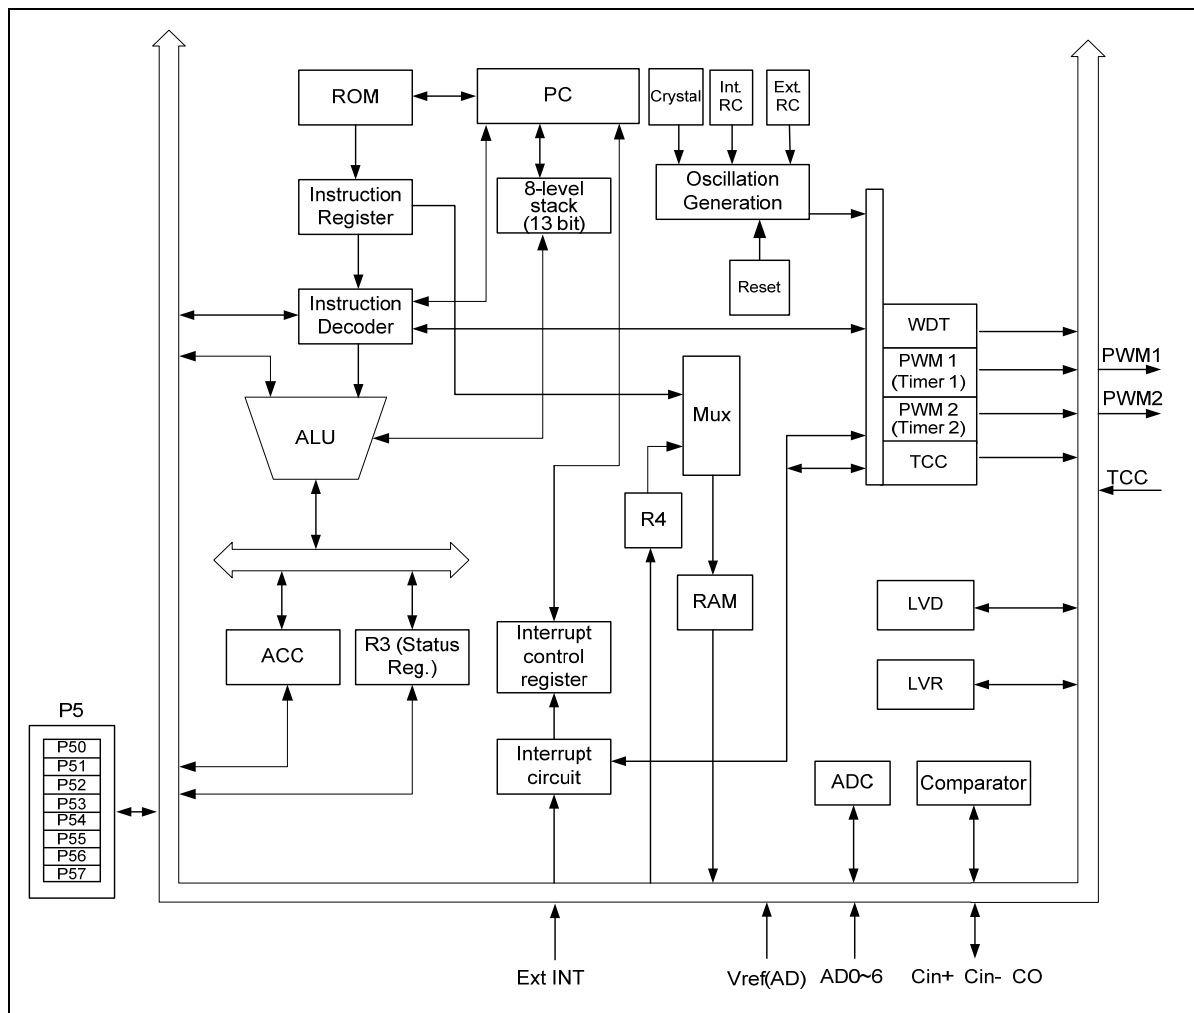 ROM
PC
Crystal
Int.
RC
Ext.
RC
Instruction
Register
8-level
stack
(13 bit)
Oscillation
Generation
Reset
Instruction
Decoder
WDT
PWM 1
(Timer 1)
PWM 2
(Timer 2)
TCC
PWM1
PWM2
TCC
Mux
ALU
R4
RAM
LVD
LVR
ACC
R3 (Status
Reg.)
Interrupt
control
register
Interrupt
circuit
ADC
Comparator
P5
P50
P51
P52
P53
P54
P55
P56
P57
Ext INT
Vref(AD)
AD0~6
Cin+ Cin- CO